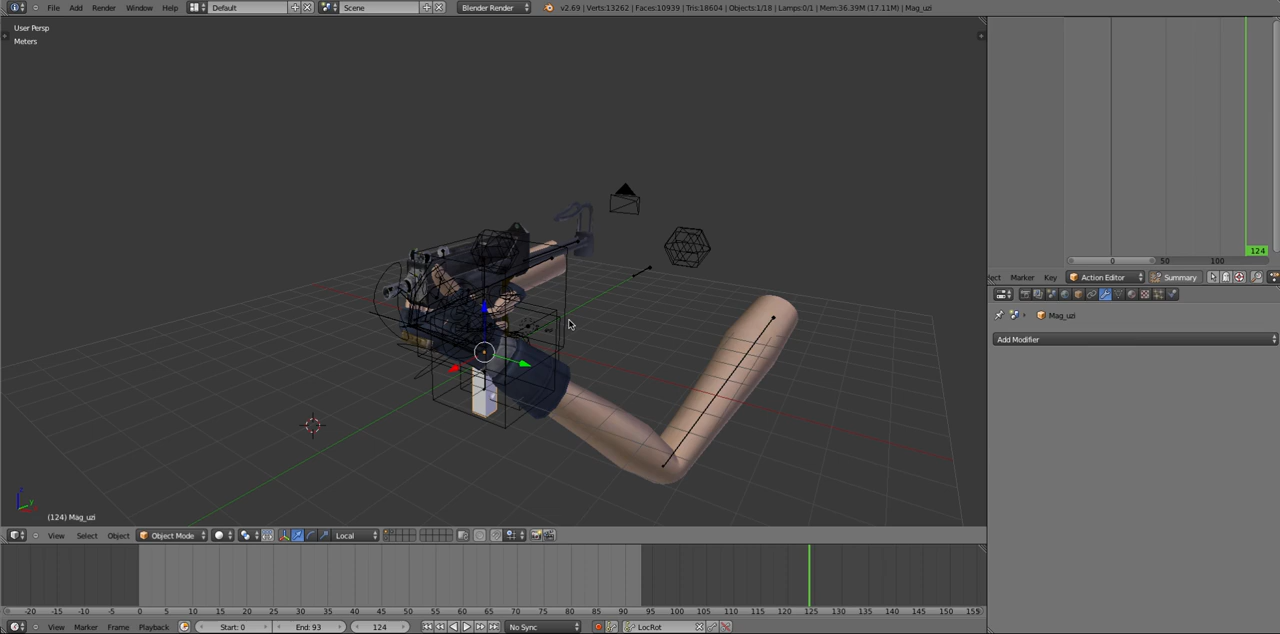 File Add Render Window Help Default Scene Blender Render v2.69 | Verts:13262 | Faces:10939 | Tris:18604 | Objects:1/18 | Lamps:0/1 | Mem:36.39M (17.11M) | Mag_uzi
User Persp
Meters
124
0 50 100
ect Marker Key Action Editor Summary
Mag_uzi
Add Modifier
z
y
(124) Mag_uzi
View Select Object Object Mode Local
-20 -15 -10 -5 0 5 10 15 20 25 30 35 40 45 50 55 60 65 70 75 80 85 90 95 100 105 110 115 120 125 130 135 140 145 150 155
View Marker Frame Playback Start: 0 End: 93 124 No Sync LocRot